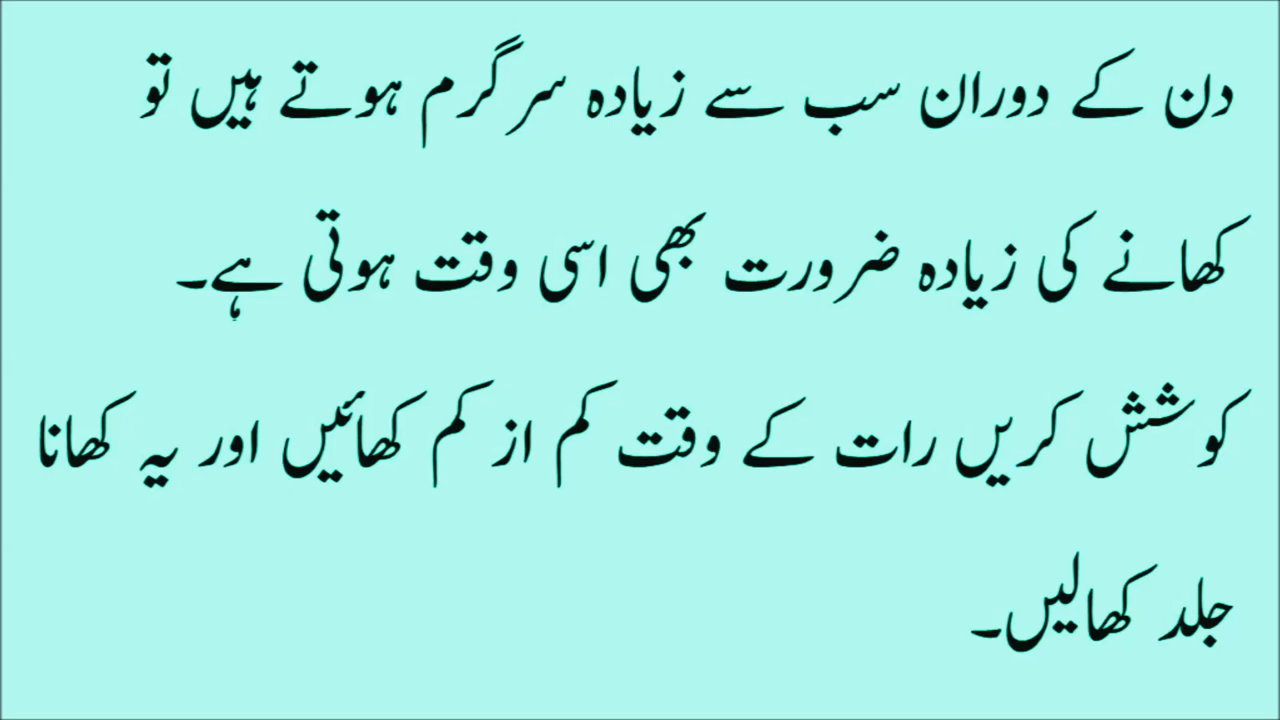 دن کے دوران سب سے زیادہ سرگرم ہوتے ہیں تو
کھانے کی زیادہ ضرورت بھی اسی وقت ہوتی ہے۔
کوشش کریں رات کے وقت کم از کم کھائیں اور یہ کھانا
جلد کھالیں۔